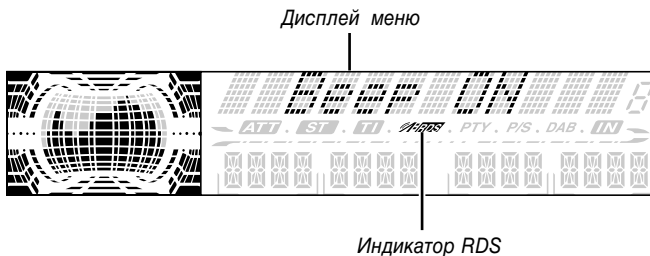 Дисплей меню
Beep ON
ATT . ST . TI . RDS . PTY . P/S . DAB . IN
Индикатор RDS